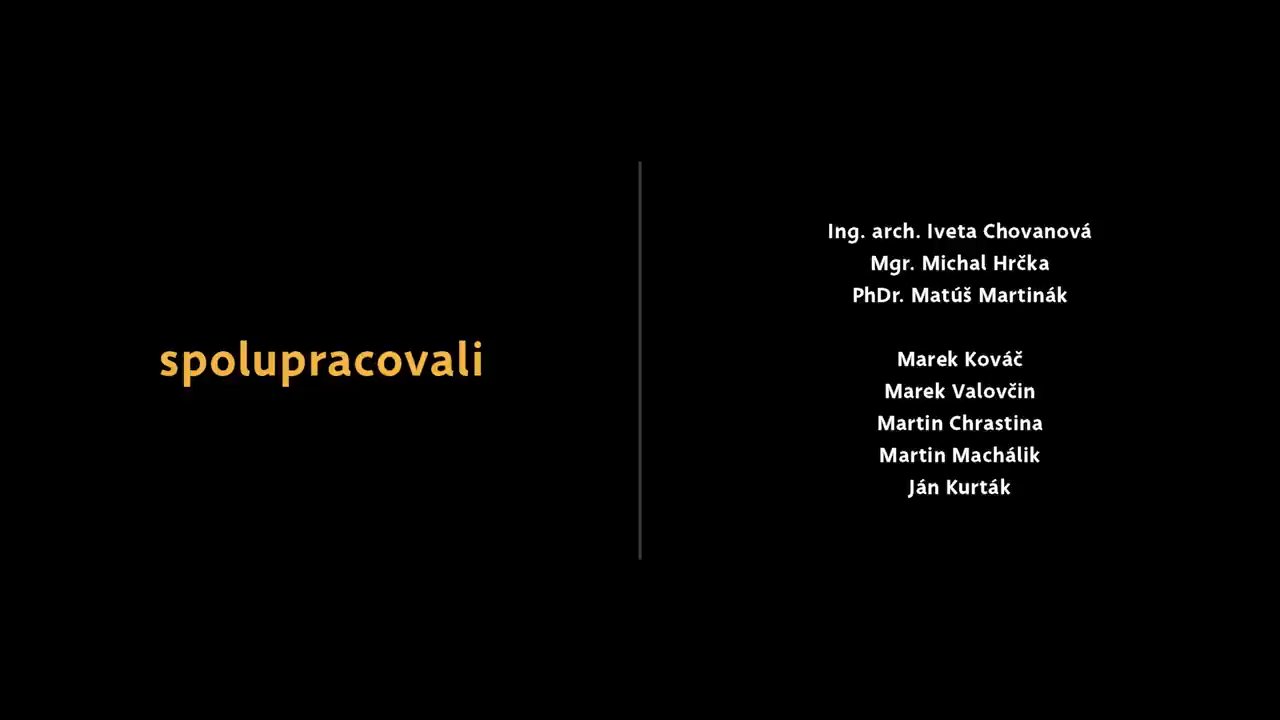 spolupracovali
Ing. arch. Iveta Chovanová
Mgr. Michal Hrčka
PhDr. Matúš Martinák
Marek Kováč
Marek Valovčin
Martin Chrastina
Martin Machálik
Ján Kurták